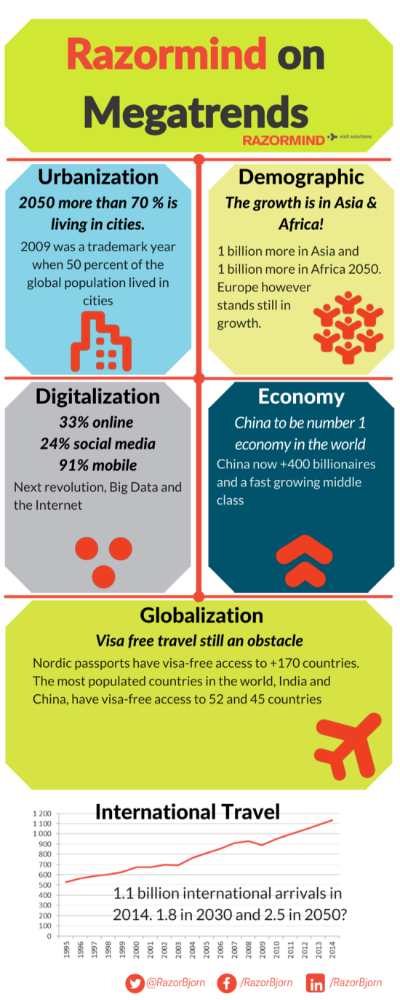 Razormind on
Megatrends
RAZORMIND visit solutions
Urbanization
2050 more than 70 % is
living in cities.
2009 was a trademark year
when 50 percent of the
global population lived in
cities
Demographic
The growth is in Asia &
Africa!
1 billion more in Asia and
1 billion more in Africa 2050.
Europe however
stands still in
growth.
Digitalization
33% online
24% social media
91% mobile
Next revolution, Big Data and
the Internet
Economy
China to be number 1
economy in the world
China now +400 billionaires
and a fast growing middle
class
Globalization
Visa free travel still an obstacle
Nordic passports have visa-free access to +170 countries.
The most populated countries in the world, India and
China, have visa-free access to 52 and 45 countries
International Travel
1 200
1 100
1 000
900
800
700
600
500
400
300
200
100
0
1.1 billion international arrivals in
2014. 1.8 in 2030 and 2.5 in 2050?
1995 1996 1997 1998 1999 2000 2001 2002 2003 2004 2005 2006 2007 2008 2009 2010 2011 2012 2013 2014
@RazorBjorn /RazorBjorn /RazorBjorn